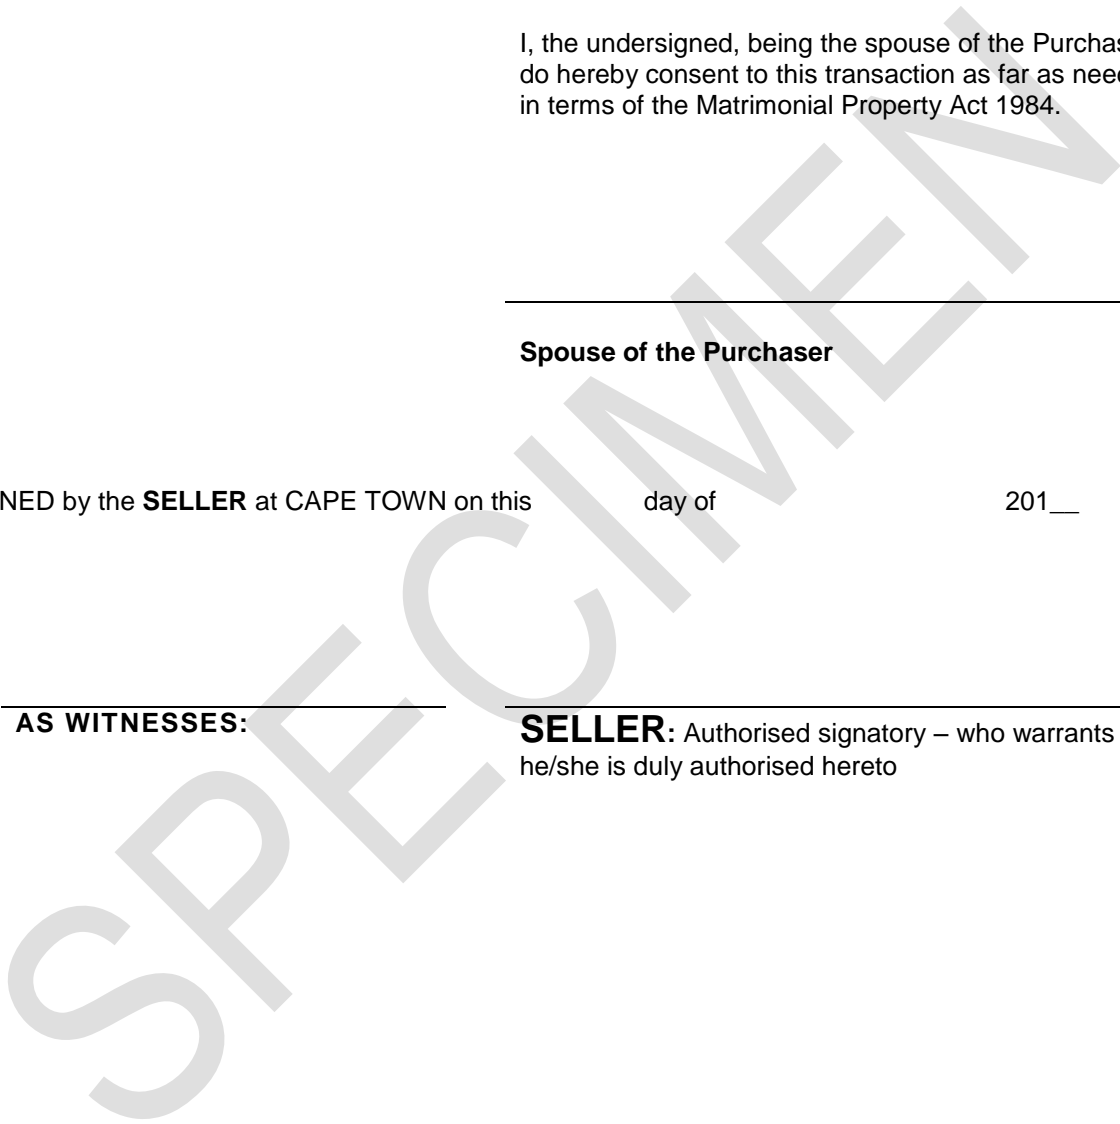 I, the undersigned, being the spouse of the Purchas
do hereby consent to this transaction as far as need
in terms of the Matrimonial Property Act 1984.
Spouse of the Purchaser
NED by the SELLER at CAPE TOWN on this day of 201__
AS WITNESSES:
SELLER: Authorised signatory – who warrants
he/she is duly authorised hereto
SPECIMEN